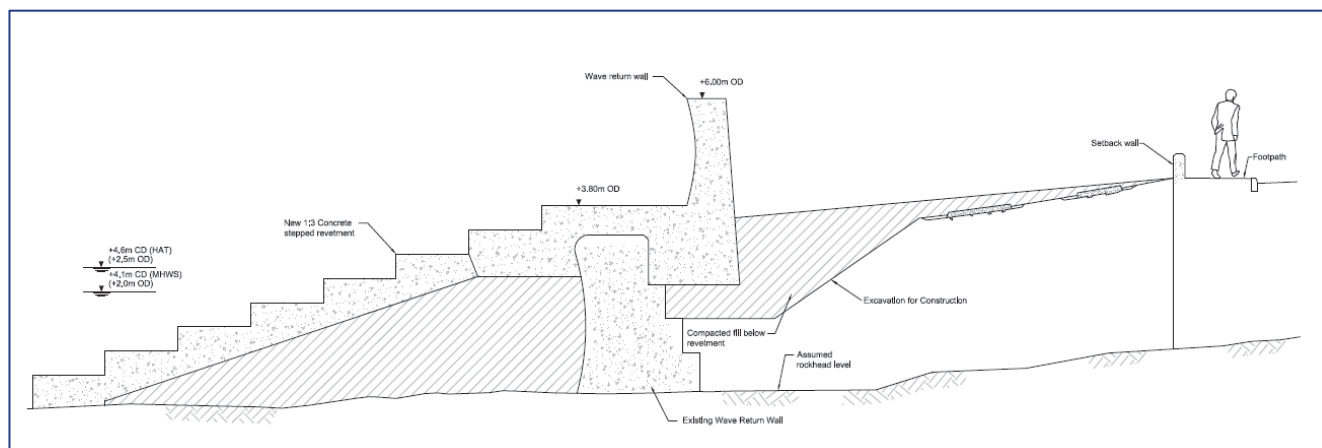 Wave return wall
+6.00m OD
Setback wall
Footpath
+3.80m OD
New 1:3 Concrete
stepped revetment
+4.6m CD (HAT)
(+2.5m OD)
+4.1m CD (MHWS)
(+2.0m OD)
Excavation for Construction
Compacted fill below
revetment
Assumed
rockhead level
Existing Wave Return Wall